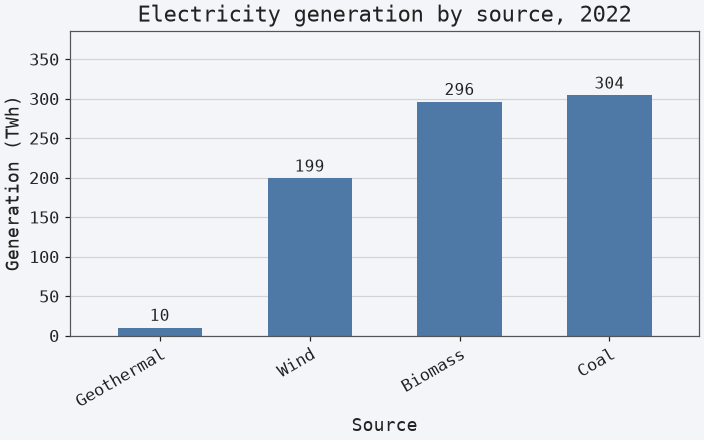 Electricity generation by source, 2022
Generation (TWh)
350
300
250
200
150
100
50
0
10
199
296
304
Geothermal
Wind
Biomass
Coal
Source